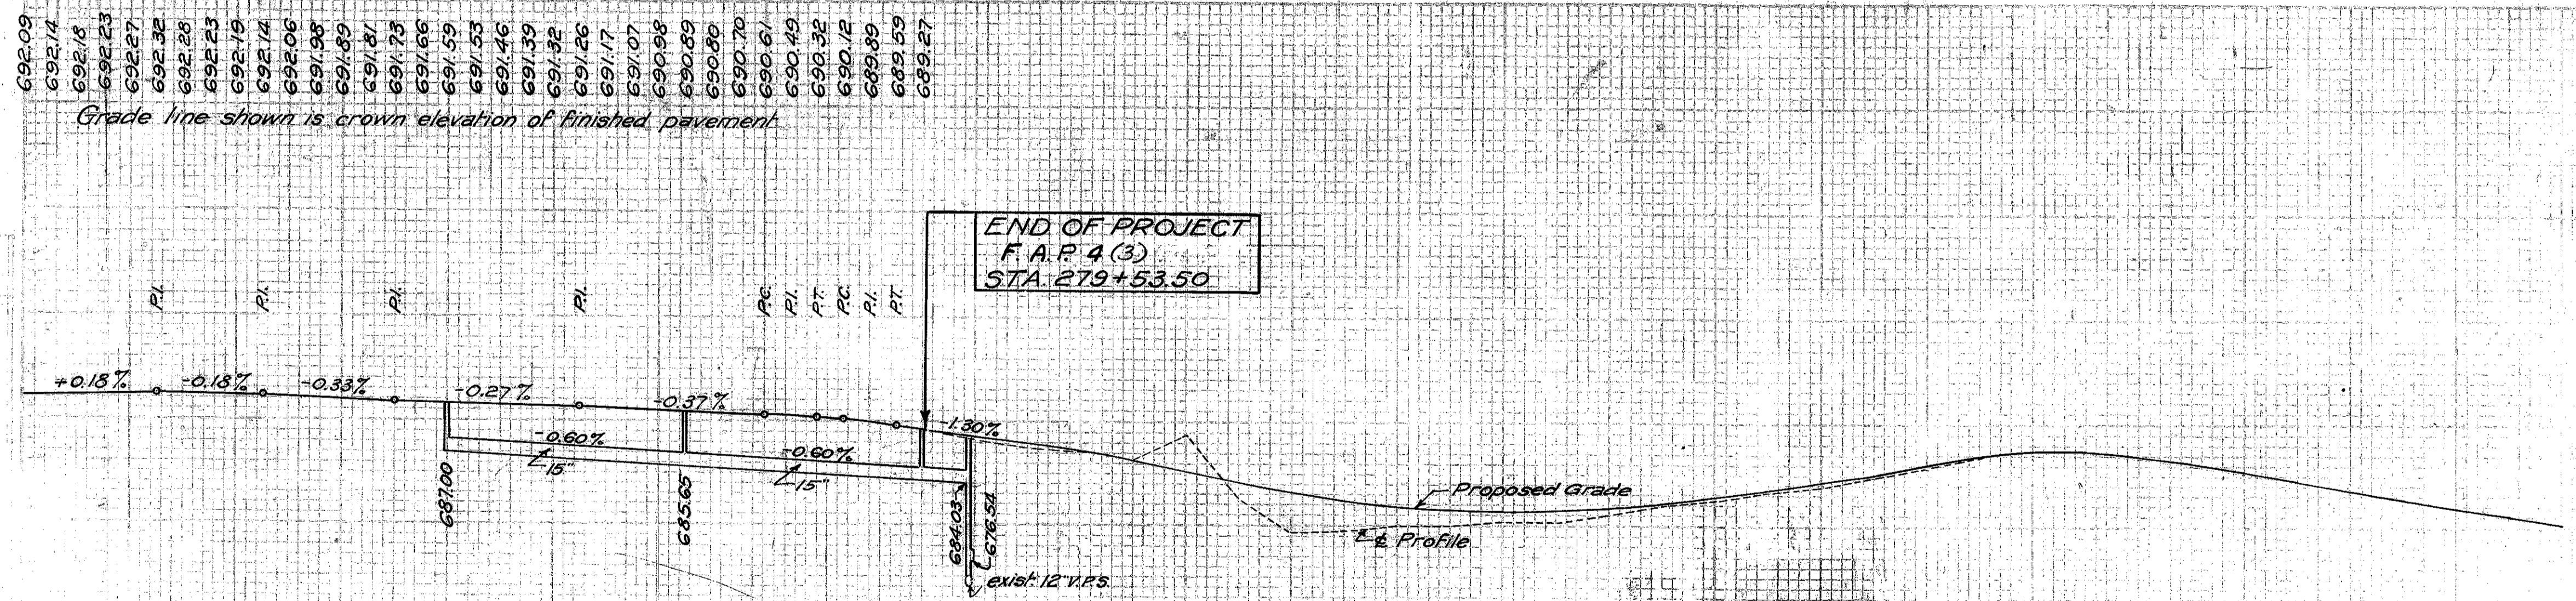 692.09
692.14
692.18
692.23
692.27
692.32
692.28
692.23
692.19
692.14
692.06
691.98
691.89
691.81
691.73
691.66
691.59
691.53
691.46
691.39
691.32
691.26
691.17
691.07
690.98
690.89
690.80
690.70
690.61
690.49
690.32
690.12
689.89
689.59
689.27
Grade line shown is crown elevation of finished pavement
END OF PROJECT
F. A. P. 4 (3)
STA. 279+53.50
P.I.
P.I.
P.I.
P.I.
P.C.
P.I.
P.T.
P.C.
P.I.
P.T.
+0.18%
-0.18%
-0.33%
-0.27%
-0.37%
-1.30%
-0.60%
15"
-0.60%
15"
687.00
685.65
684.03
676.54
exist. 12" V.P.S.
Proposed Grade
℄ Profile